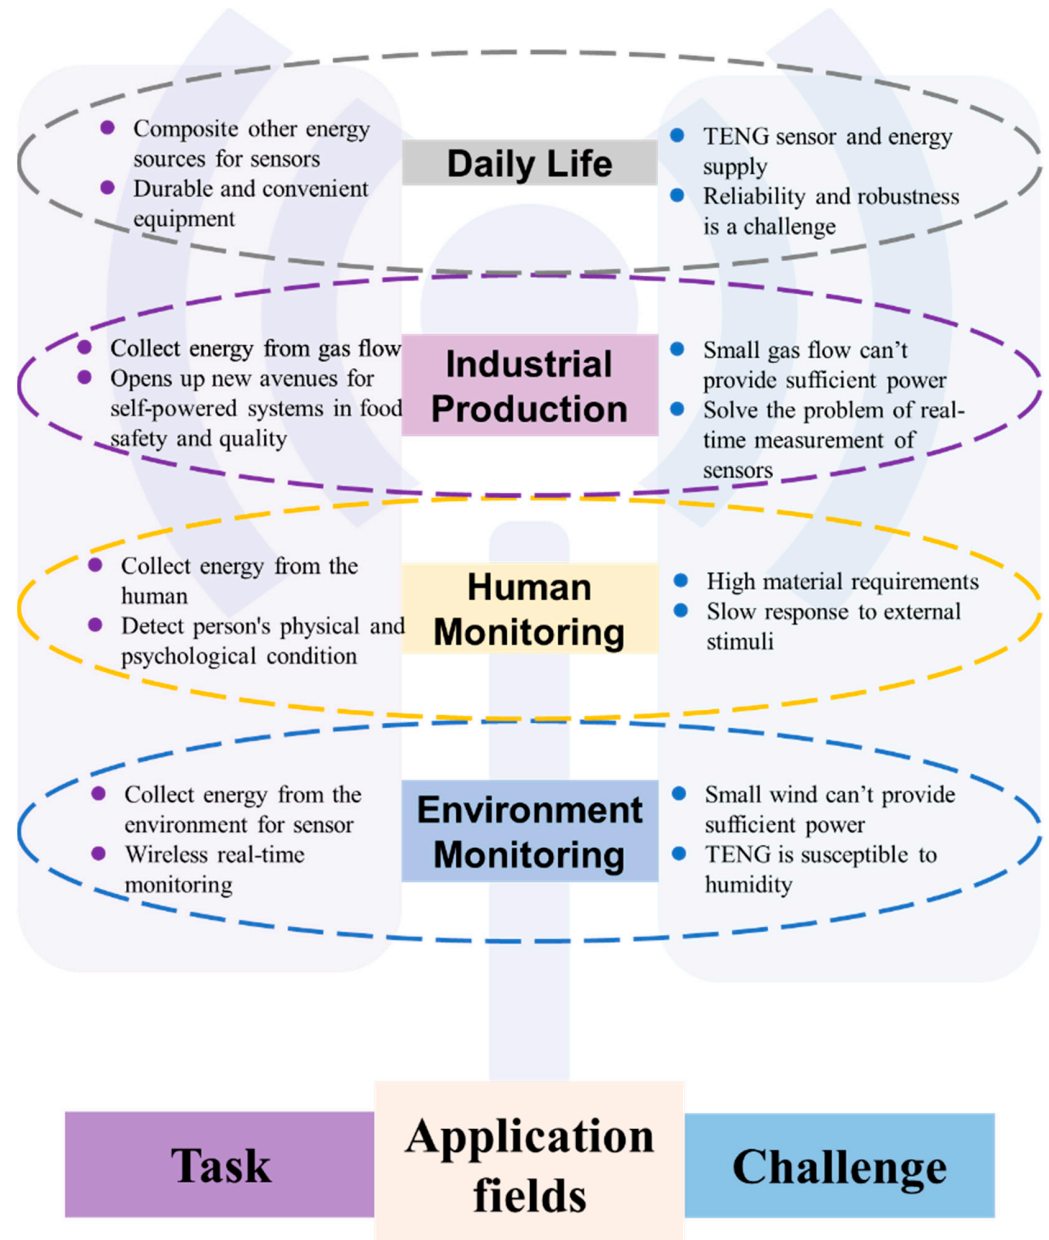 Composite other energy
sources for sensors
Durable and convenient
equipment
Daily Life
TENG sensor and energy
supply
Reliability and robustness
is a challenge
Collect energy from gas flow
Opens up new avenues for
self-powered systems in food
safety and quality
Industrial
Production
Small gas flow can't
provide sufficient power
Solve the problem of real-
time measurement of
sensors
Collect energy from the
human
Detect person's physical and
psychological condition
Human
Monitoring
High material requirements
Slow response to external
stimuli
Collect energy from the
environment for sensor
Wireless real-time
monitoring
Environment
Monitoring
Small wind can't provide
sufficient power
TENG is susceptible to
humidity
Task
Application
fields
Challenge